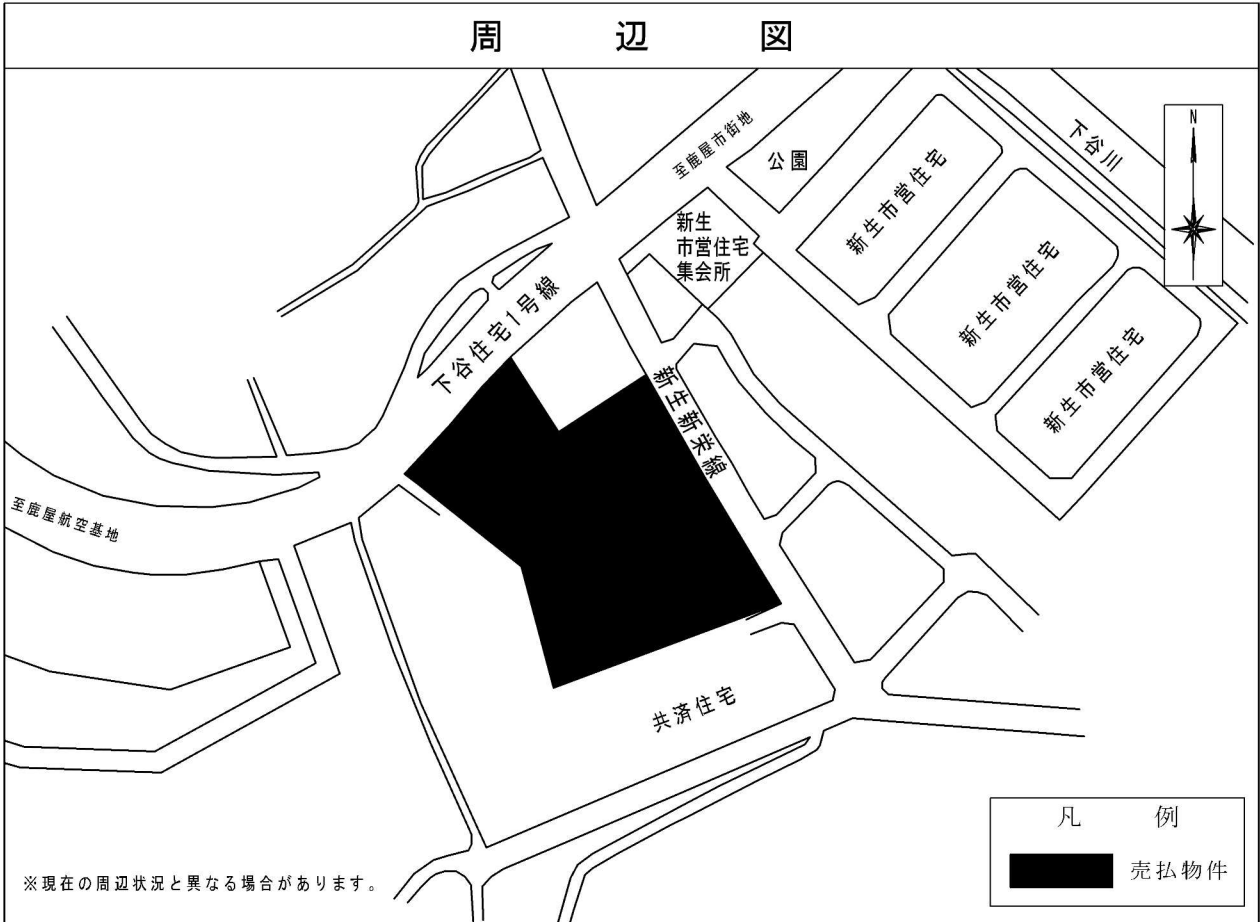 周辺図
N
下谷川
至鹿屋市街地
公園
新生市営住宅
新生
市営住宅
集会所
新生市営住宅
新生市営住宅
下谷住宅1号線
新生新栄線
至鹿屋航空基地
共済住宅
凡例
売払物件
※現在の周辺状況と異なる場合があります。